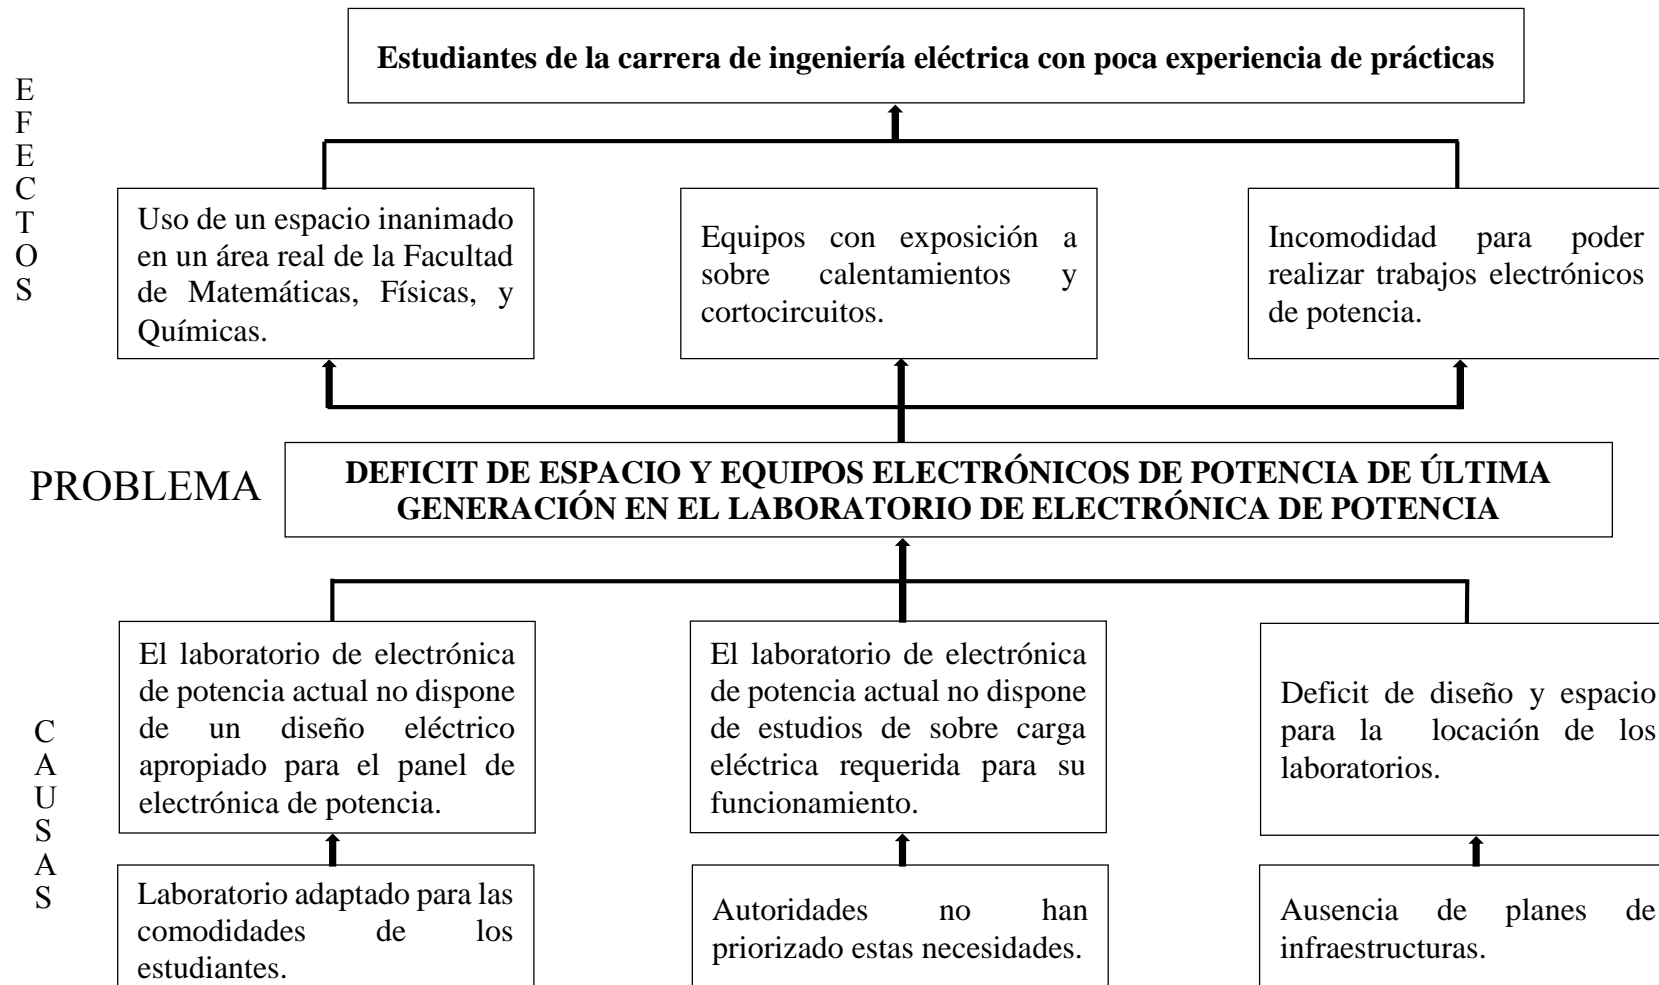 Estudiantes de la carrera de ingeniería eléctrica con poca experiencia de prácticas
E
F
E
C
T
O
S
Uso de un espacio inanimado
en un área real de la Facultad
de Matemáticas, Físicas, y
Químicas.
Equipos con exposición a
sobre calentamientos y
cortocircuitos.
Incomodidad para poder
realizar trabajos electrónicos
de potencia.
PROBLEMA
DEFICIT DE ESPACIO Y EQUIPOS ELECTRÓNICOS DE POTENCIA DE ÚLTIMA
GENERACIÓN EN EL LABORATORIO DE ELECTRÓNICA DE POTENCIA
C
A
U
S
A
S
El laboratorio de electrónica
de potencia actual no dispone
de un diseño eléctrico
apropiado para el panel de
electrónica de potencia.
El laboratorio de electrónica
de potencia actual no dispone
de estudios de sobre carga
eléctrica requerida para su
funcionamiento.
Deficit de diseño y espacio
para la locación de los
laboratorios.
Laboratorio adaptado para las
comodidades de los
estudiantes.
Autoridades no han
priorizado estas necesidades.
Ausencia de planes de
infraestructuras.